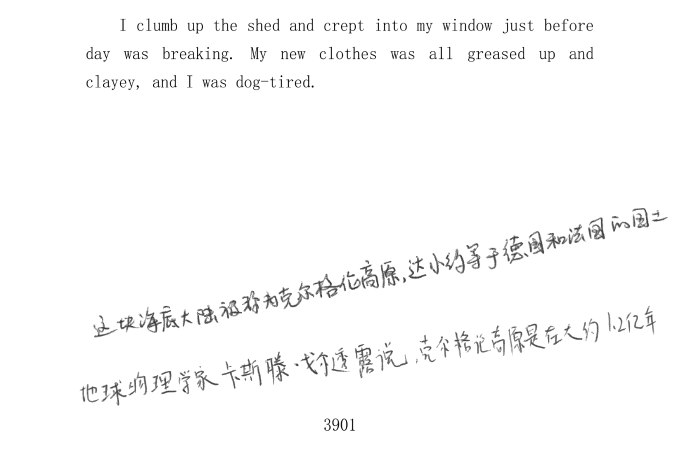 I clumb up the shed and crept into my window just before
day was breaking. My new clothes was all greased up and
clayey, and I was dog-tired.
这块海底大陆被称为克尔格伦高原,达小约等于德国和法国的国土
地球物理学家卡斯滕·戈尔透露说,克尔格伦高原是在大约1.2亿年
3901